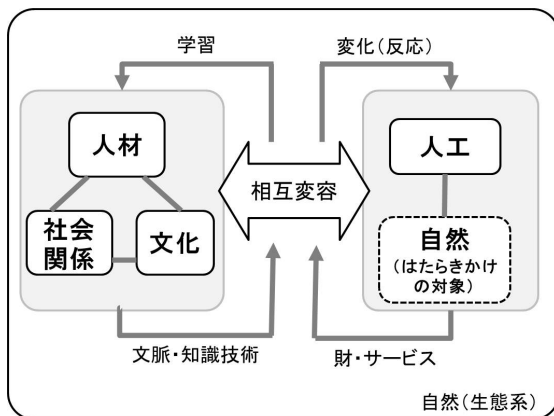 学習
変化(反応)
人材
社会
関係
文化
相互変容
人工
自然
(はたらきかけ
の対象)
文脈・知識技術
財・サービス
自然(生態系)